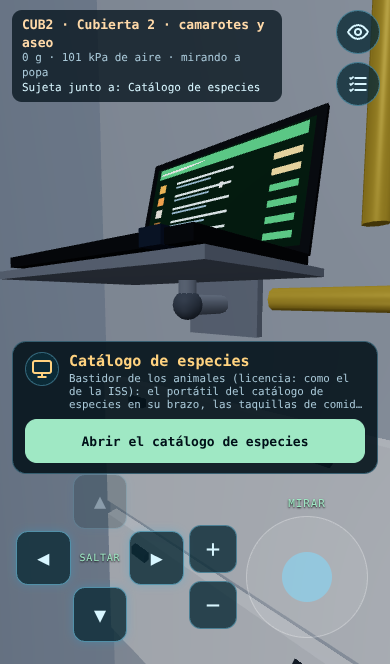 CUB2 · Cubierta 2 · camarotes y
aseo
0 g · 101 kPa de aire · mirando a
popa
Sujeta junto a: Catálogo de especies
Catálogo de especies
Bastidor de los animales (licencia: como el
de la ISS): el portátil del catálogo de
especies en su brazo, las taquillas de comid…
Abrir el catálogo de especies
MIRAR
SALTAR
+
−